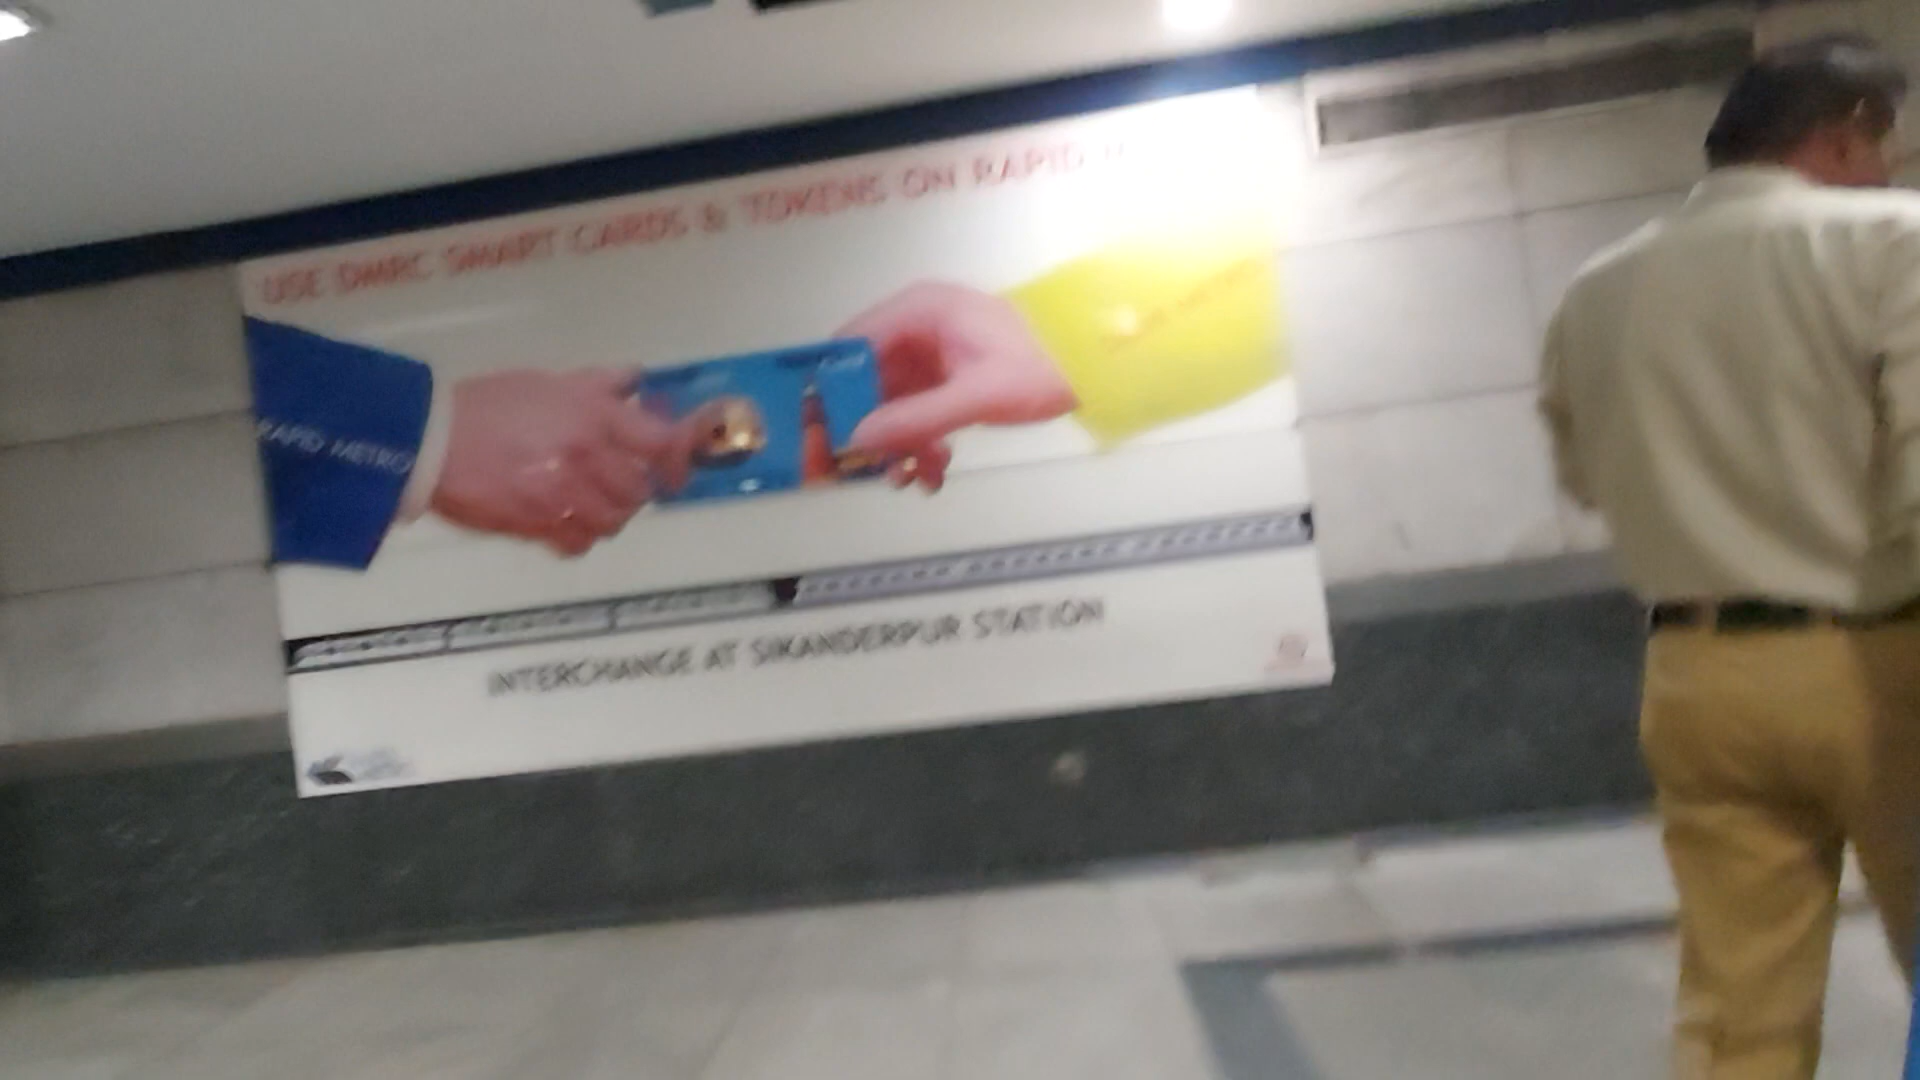 USE DMRC SMART CARDS & TOKENS ON RAPID
RAPID METRO
INTERCHANGE AT SIKANDERPUR STATION